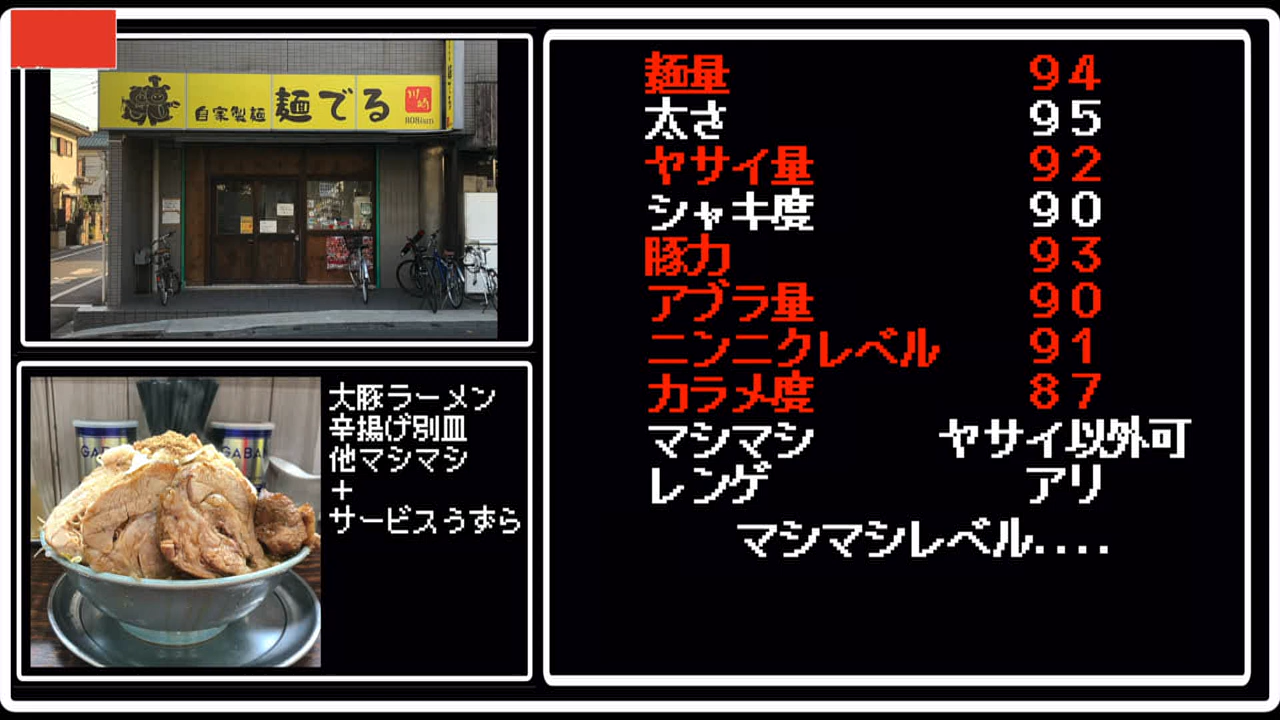 自家製麺 麺でる 川崎
808ism
大豚ラーメン
辛揚げ別皿
他マシマシ
+
サービスうずら
GABA
麺量 94
太さ 95
ヤサイ量 92
シャキ度 90
豚力 93
アブラ量 90
ニンニクレベル 91
カラメ度 87
マシマシ ヤサイ以外可
レンゲ アリ
マシマシレベル....